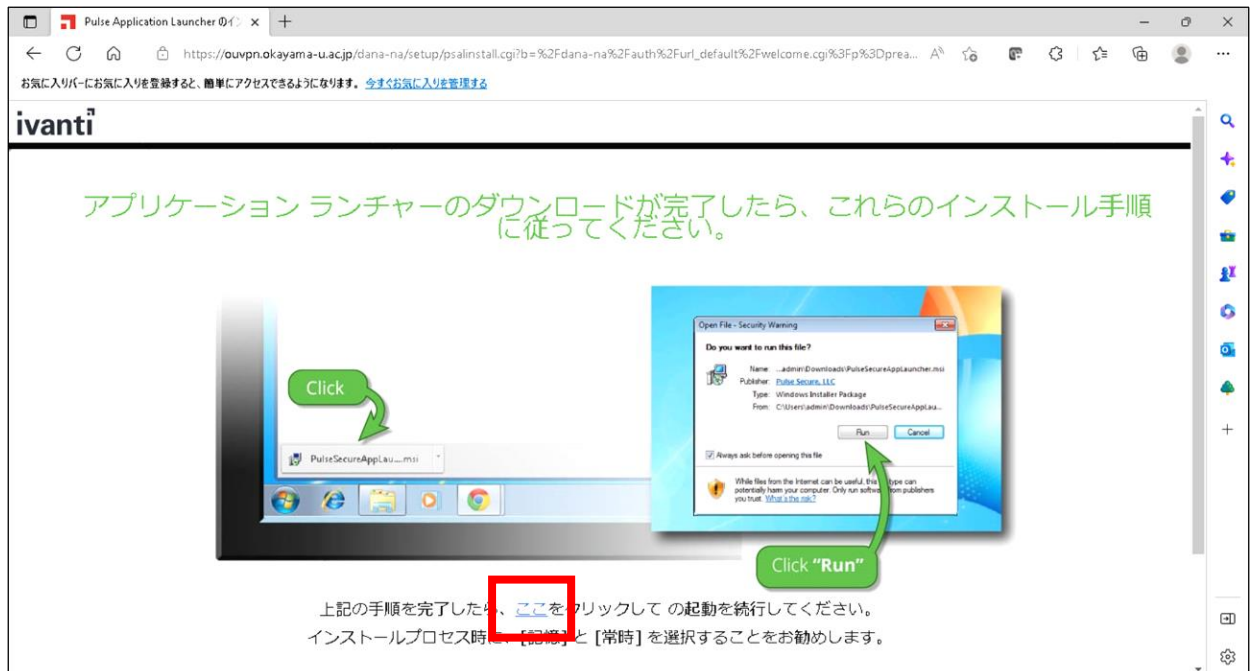 Pulse Application Launcher のイ
https://ouvpn.okayama-u.ac.jp/dana-na/setup/psalinstall.cgi?b=%2Fdana-na%2Fauth%2Furl_default%2Fwelcome.cgi%3Fp%3Dprea...
お気に入りバーにお気に入りを登録すると、簡単にアクセスできるようになります。 今すぐお気に入りを管理する
ivanti
アプリケーション ランチャーのダウンロードが完了したら、これらのインストール手順
に従ってください。
Click
PulseSecureAppLau....msi
Open File - Security Warning
Do you want to run this file?
Name: ...admin\Downloads\PulseSecureAppLauncher.msi
Publisher: Pulse Secure, LLC
Type: Windows Installer Package
From: C:\Users\admin\Downloads\PulseSecureAppLau...
Run Cancel
Always ask before opening this file
While files from the Internet can be useful, this type can
potentially harm your computer. Only run software from publishers
you trust. What's the risk?
Click "Run"
上記の手順を完了したら、ここをクリックして の起動を続行してください。
インストールプロセス時に、[記憶] と [常時] を選択することをお勧めします。